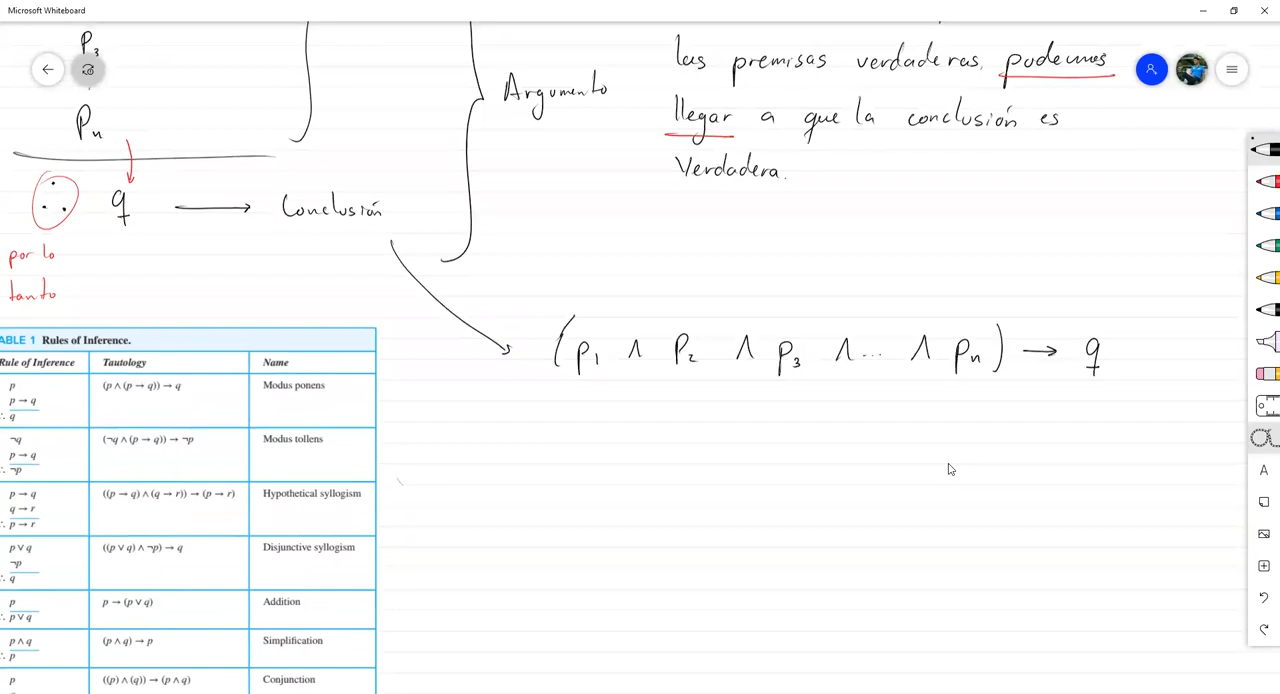 Microsoft Whiteboard
P3
Pn
∴ q → Conclusión
por lo
tanto
Argumento
las premisas verdaderas, podemos
llegar a que la conclusión es
Verdadera.
(p1 ∧ p2 ∧ p3 ∧ ... ∧ pn) → q
ABLE 1 Rules of Inference.
Rule of Inference Tautology Name
p
p → q
∴ q
(p ∧ (p → q)) → q
Modus ponens
¬q
p → q
∴ ¬p
(¬q ∧ (p → q)) → ¬p
Modus tollens
p → q
q → r
∴ p → r
((p → q) ∧ (q → r)) → (p → r)
Hypothetical syllogism
p ∨ q
¬p
∴ q
((p ∨ q) ∧ ¬p) → q
Disjunctive syllogism
p
∴ p ∨ q
p → (p ∨ q)
Addition
p ∧ q
∴ p
(p ∧ q) → p
Simplification
p
((p) ∧ (q)) → (p ∧ q)
Conjunction
A